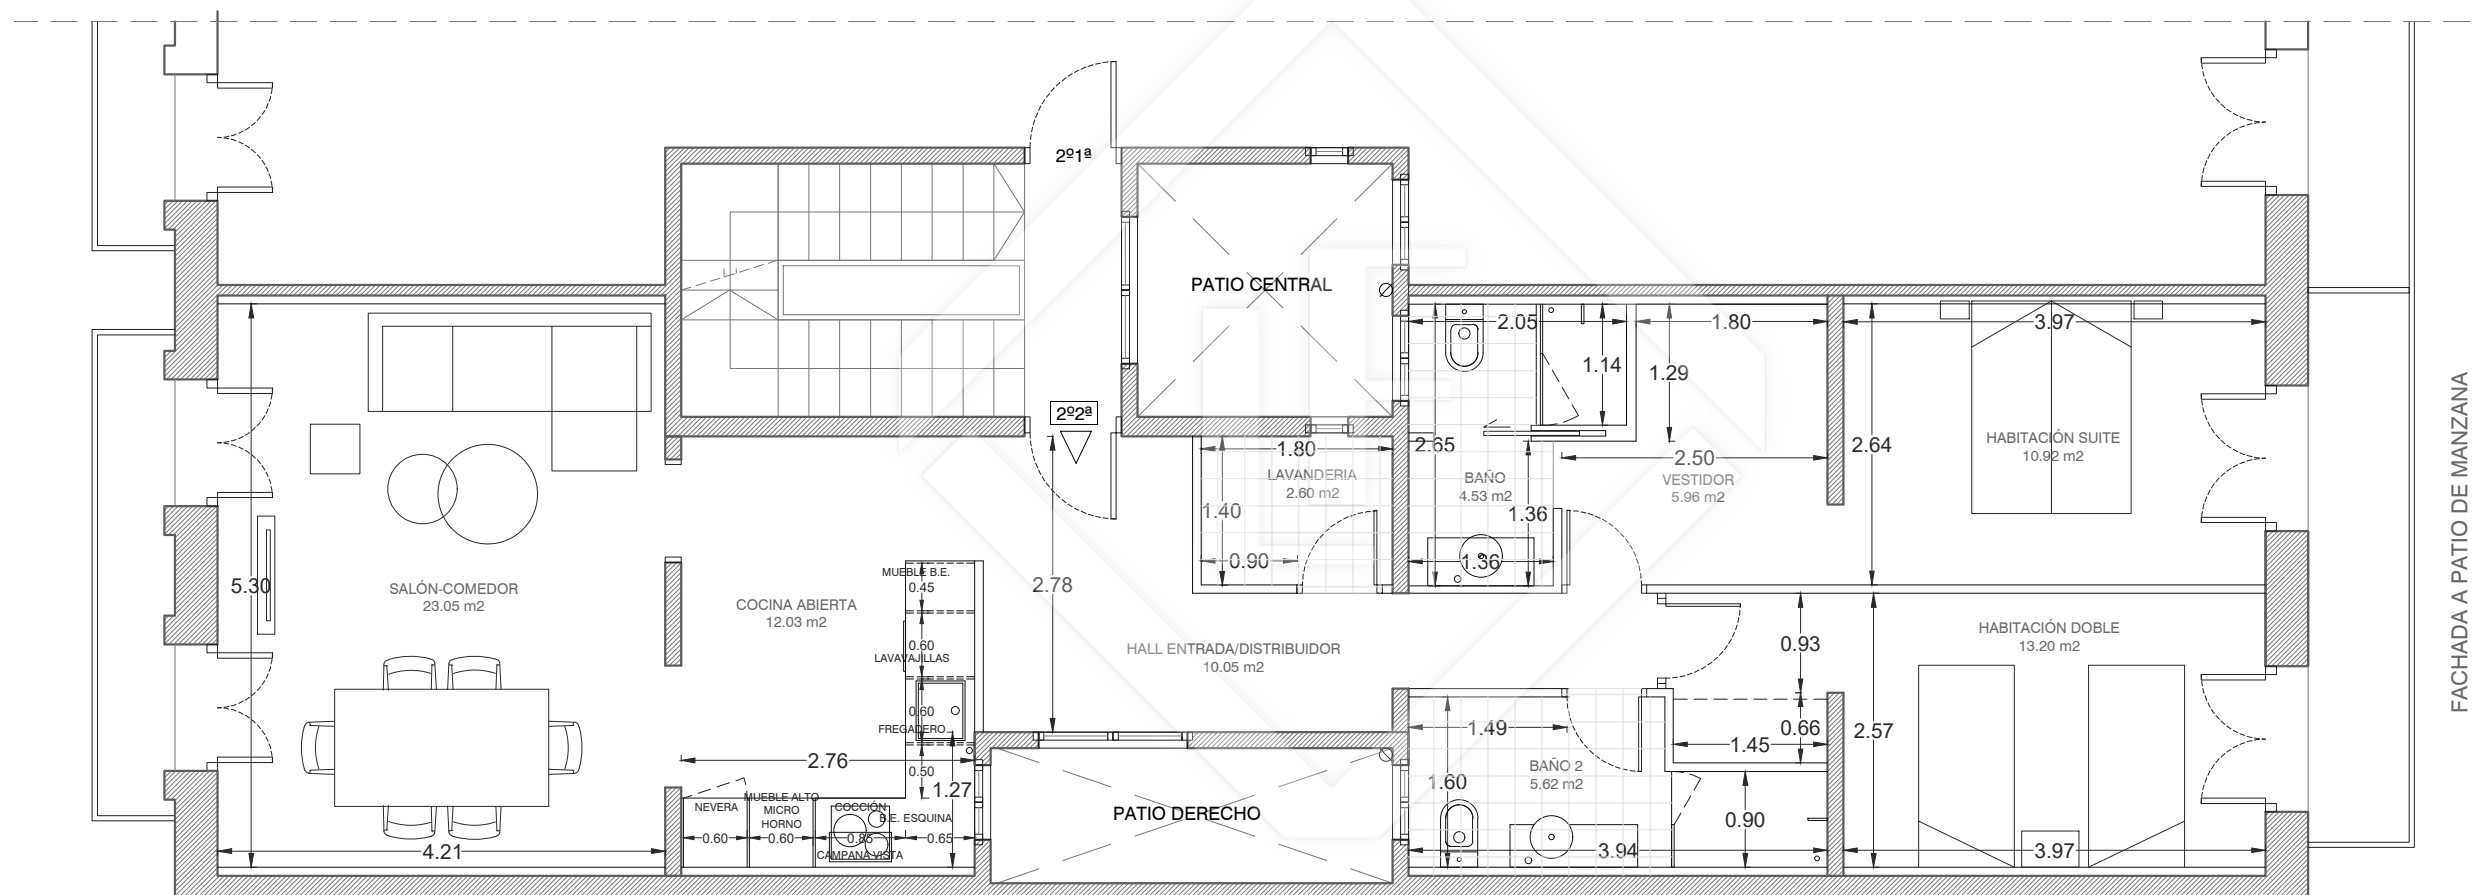 2º1ª
PATIO CENTRAL
2.05
1.80
3.97
1.14
1.29
2º2ª
1.80
2.65
2.50
2.64
LAVANDERIA
2.60 m2
BAÑO
4.53 m2
VESTIDOR
5.96 m2
HABITACIÓN SUITE
10.92 m2
1.40
1.36
0.90
1.36
5.30
SALÓN-COMEDOR
23.05 m2
COCINA ABIERTA
12.03 m2
MUEBLE B.E.
0.45
0.60
LAVAVAJILLAS
0.60
FREGADERO
0.50
2.78
HALL ENTRADA/DISTRIBUIDOR
10.05 m2
0.93
HABITACIÓN DOBLE
13.20 m2
0.66
2.57
1.49
1.45
2.76
1.27
BAÑO 2
5.62 m2
1.60
0.90
NEVERA
0.60
MUEBLE ALTO
MICRO
HORNO
0.60
COCCIÓN
0.85
CAMPANA VISTA
B.E. ESQUINA
0.65
PATIO DERECHO
4.21
3.94
3.97
FACHADA A PATIO DE MANZANA